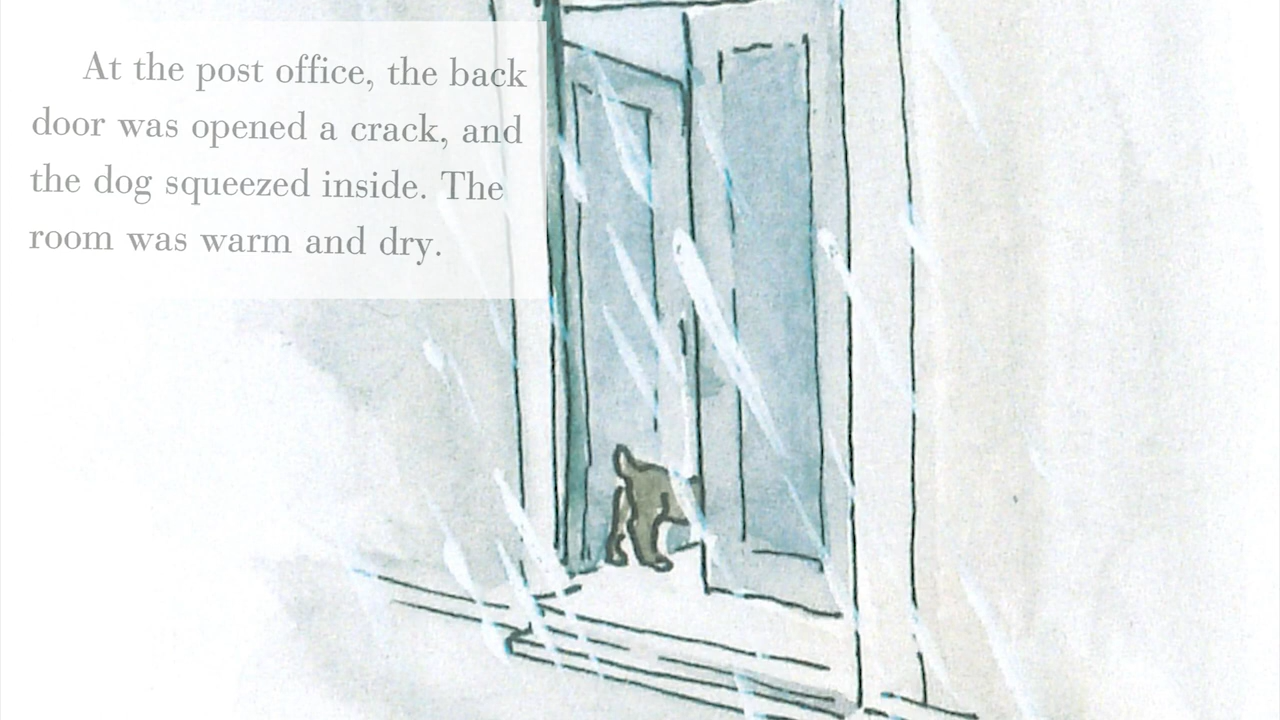 At the post office, the back
door was opened a crack, and
the dog squeezed inside. The
room was warm and dry.